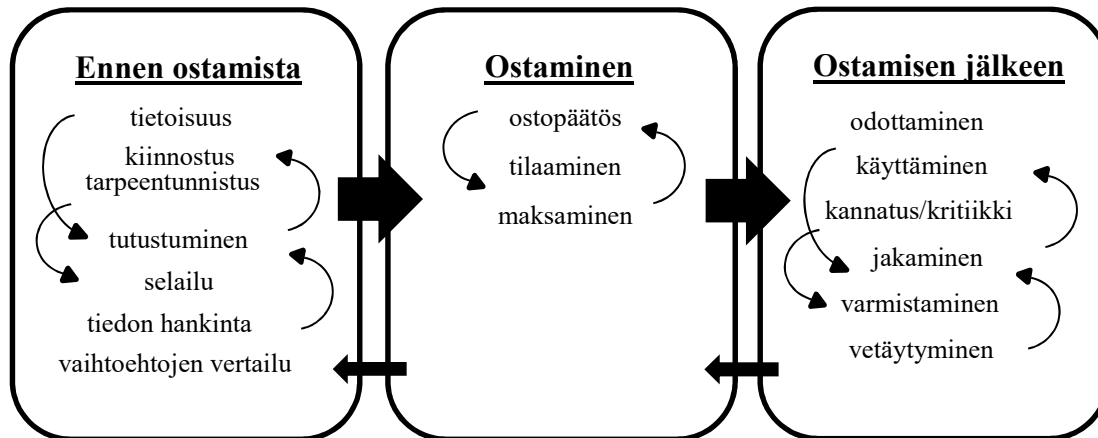 Ennen ostamista
tietoisuus
kiinnostus
tarpeentunnistus
tutustuminen
selailu
tiedon hankinta
vaihtoehtojen vertailu
Ostaminen
ostopäätös
tilaaminen
maksaminen
Ostamisen jälkeen
odottaminen
käyttäminen
kannatus/kritiikki
jakaminen
varmistaminen
vetäytyminen